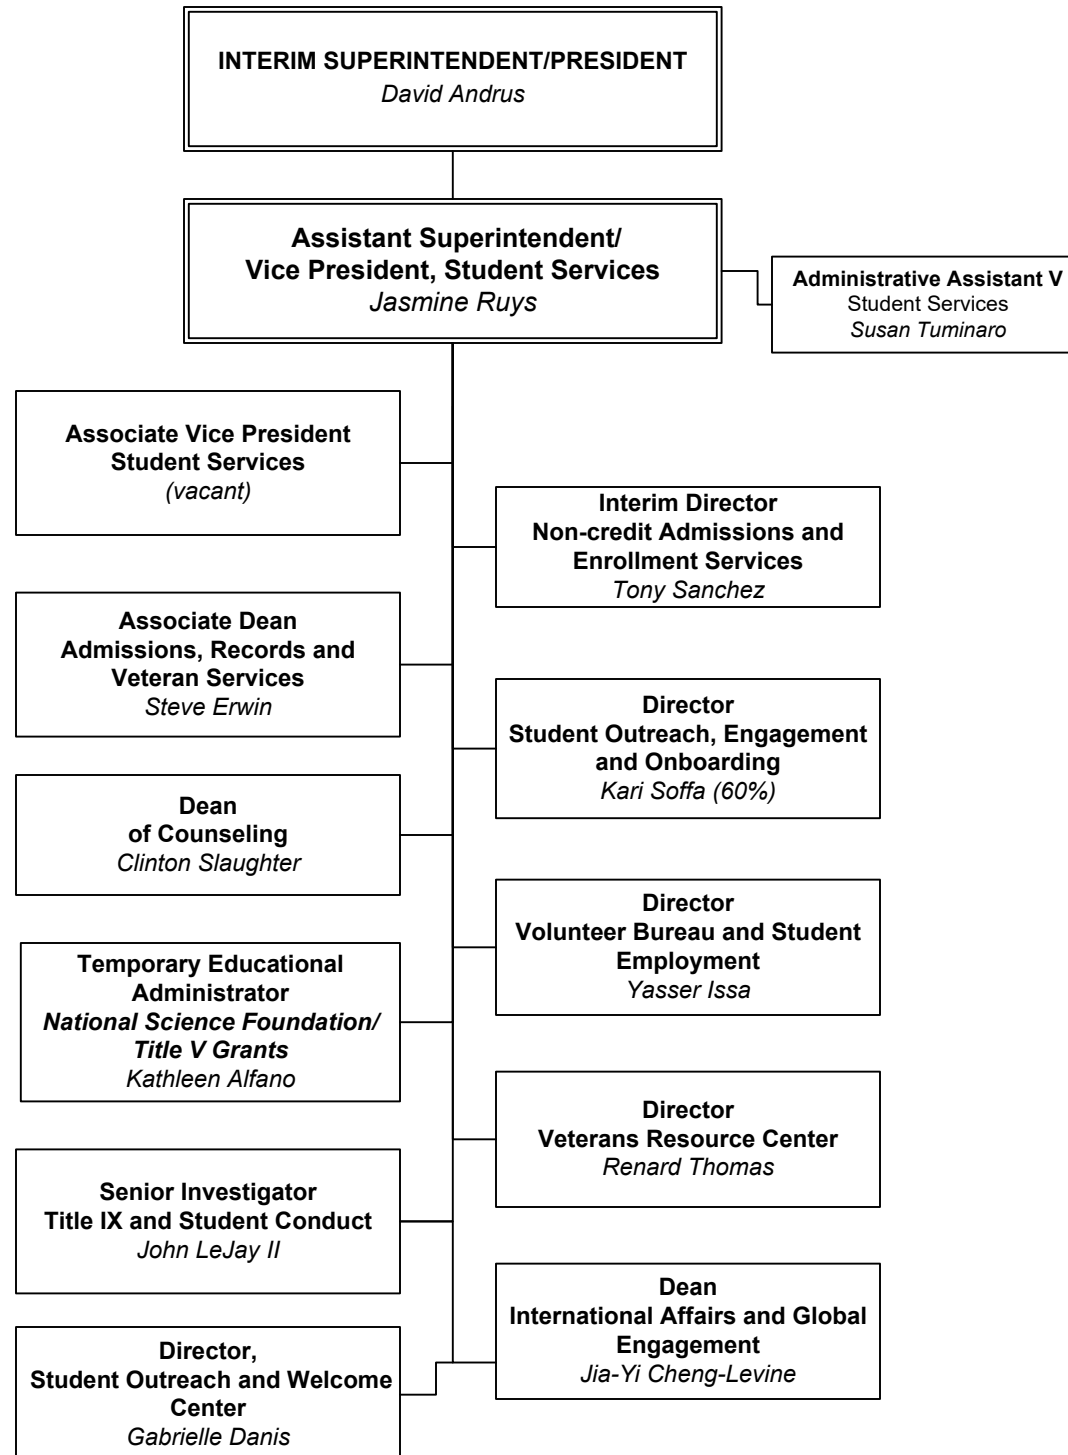 INTERIM SUPERINTENDENT/PRESIDENT
David Andrus
Assistant Superintendent/
Vice President, Student Services
Jasmine Ruys
Administrative Assistant V
Student Services
Susan Tuminaro
Associate Vice President
Student Services
(vacant)
Interim Director
Non-credit Admissions and
Enrollment Services
Tony Sanchez
Associate Dean
Admissions, Records and
Veteran Services
Steve Erwin
Director
Student Outreach, Engagement
and Onboarding
Kari Soffa (60%)
Dean
of Counseling
Clinton Slaughter
Director
Volunteer Bureau and Student
Employment
Yasser Issa
Temporary Educational
Administrator
National Science Foundation/
Title V Grants
Kathleen Alfano
Director
Veterans Resource Center
Renard Thomas
Senior Investigator
Title IX and Student Conduct
John LeJay II
Dean
International Affairs and Global
Engagement
Jia-Yi Cheng-Levine
Director,
Student Outreach and Welcome
Center
Gabrielle Danis